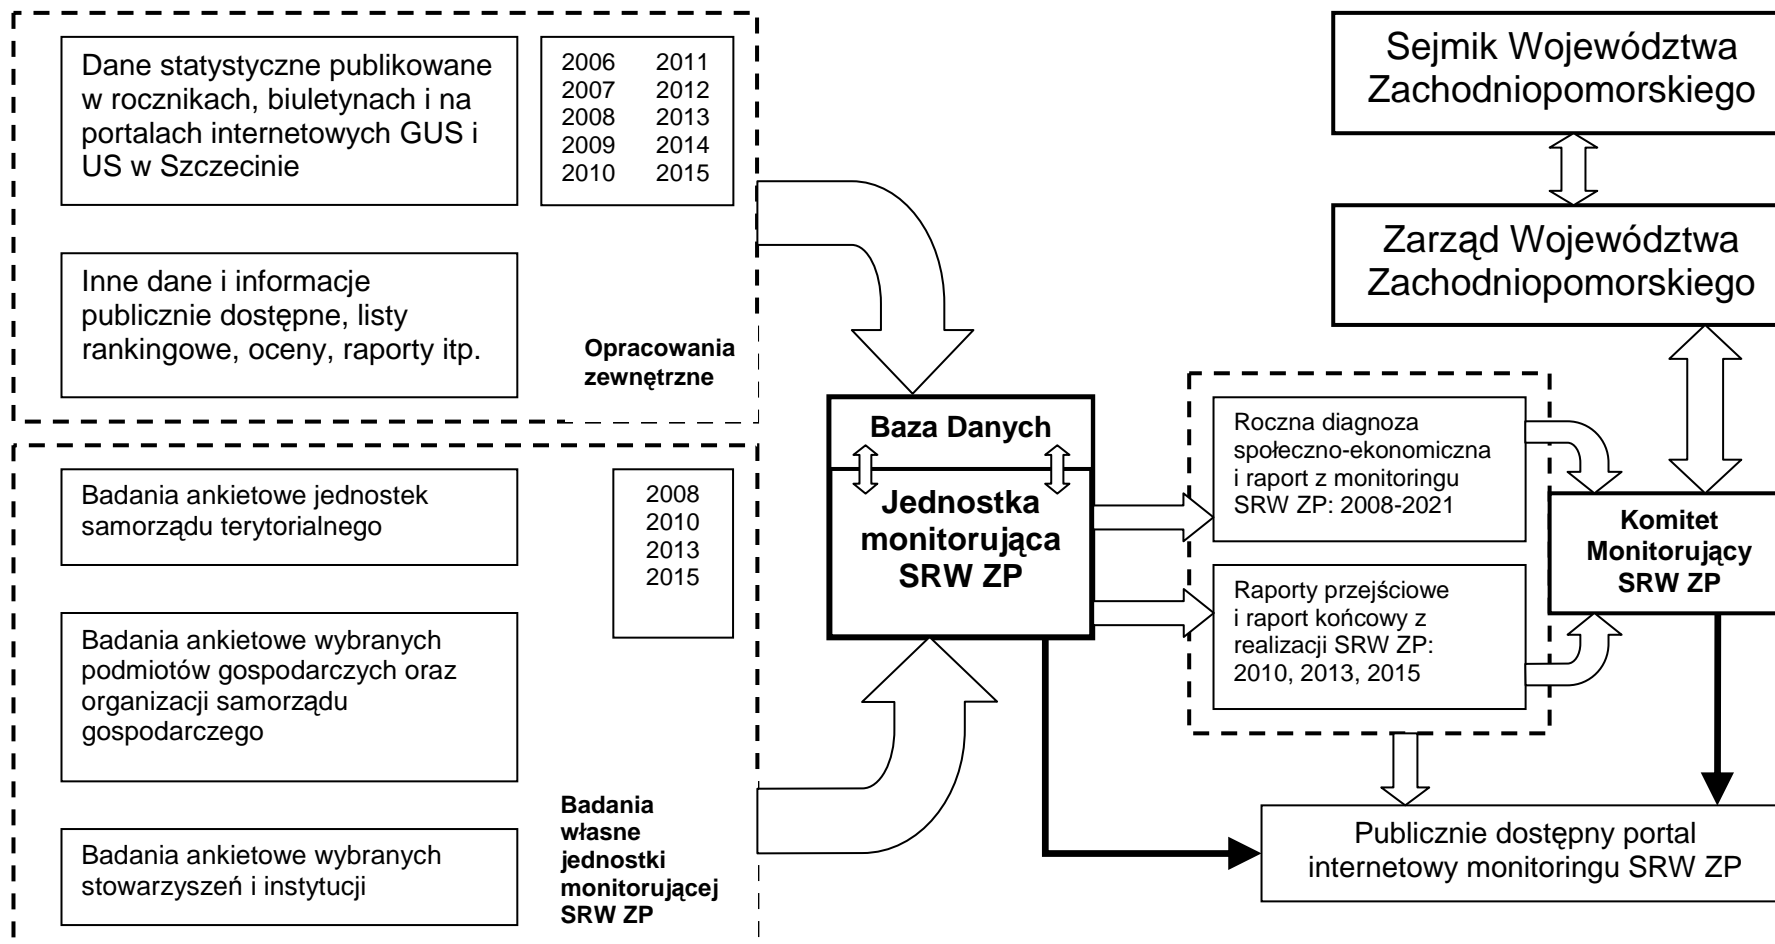 Dane statystyczne publikowane
w rocznikach, biuletynach i na
portalach internetowych GUS i
US w Szczecinie
2006 2011
2007 2012
2008 2013
2009 2014
2010 2015
Inne dane i informacje
publicznie dostępne, listy
rankingowe, oceny, raporty itp.
Opracowania
zewnętrzne
Badania ankietowe jednostek
samorządu terytorialnego
2008
2010
2013
2015
Badania ankietowe wybranych
podmiotów gospodarczych oraz
organizacji samorządu
gospodarczego
Badania ankietowe wybranych
stowarzyszeń i instytucji
Badania
własne
jednostki
monitorującej
SRW ZP
Baza Danych
Jednostka
monitorująca
SRW ZP
Roczna diagnoza
społeczno-ekonomiczna
i raport z monitoringu
SRW ZP: 2008-2021
Raporty przejściowe
i raport końcowy z
realizacji SRW ZP:
2010, 2013, 2015
Sejmik Województwa
Zachodniopomorskiego
Zarząd Województwa
Zachodniopomorskiego
Komitet
Monitorujący
SRW ZP
Publicznie dostępny portal
internetowy monitoringu SRW ZP